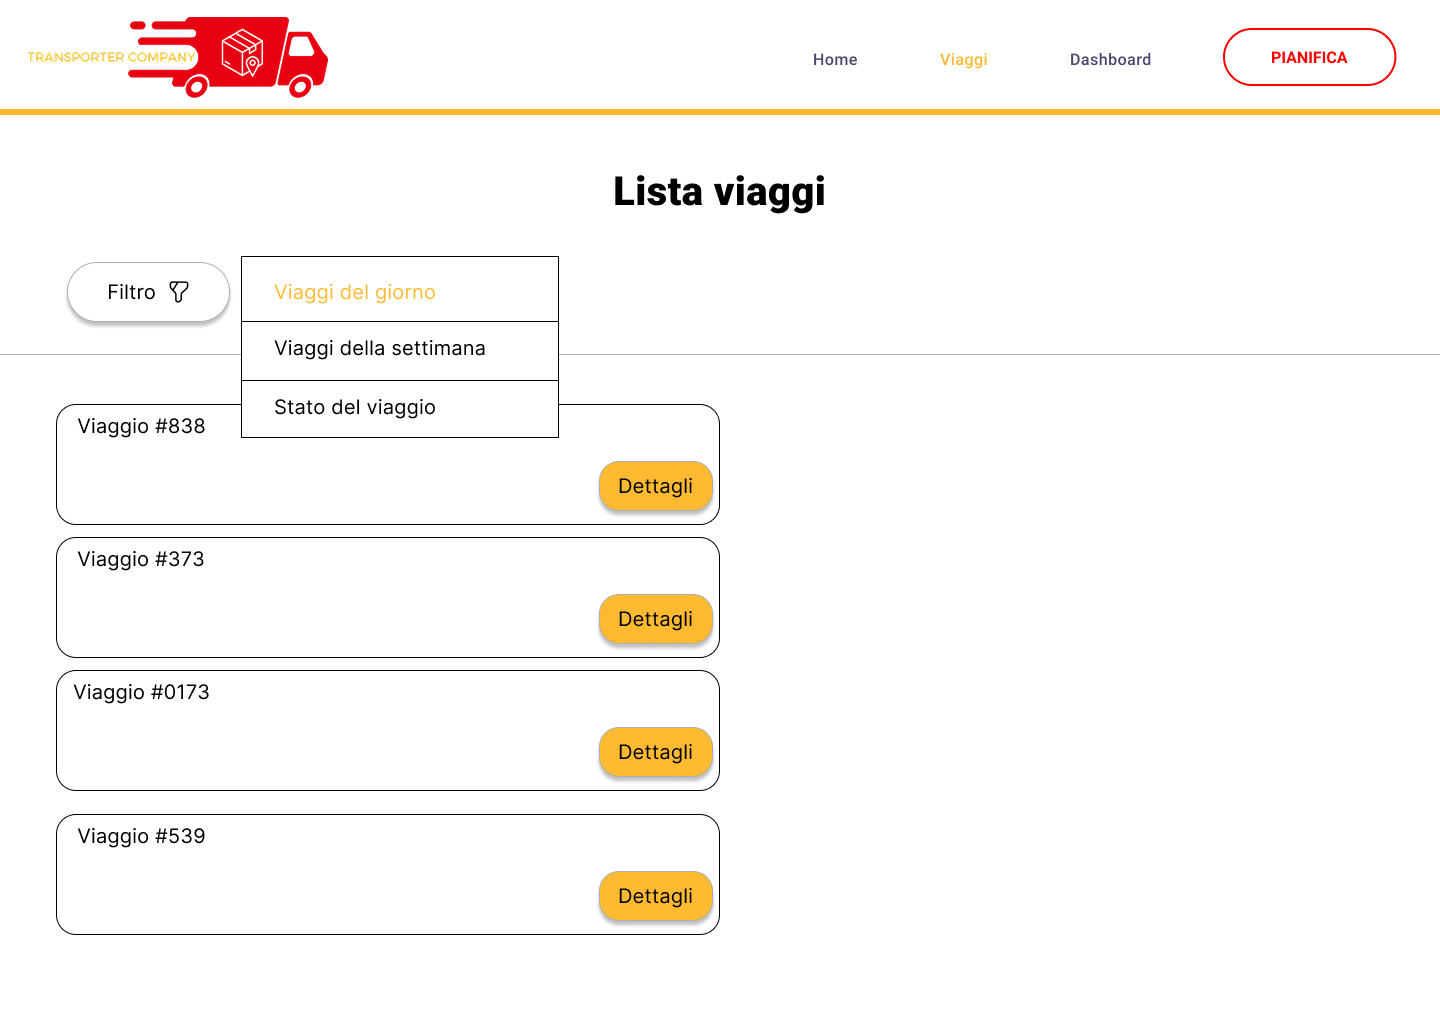 TRANSPORTER COMPANY
Home
Viaggi
Dashboard
PIANIFICA
Lista viaggi
Filtro
Viaggi del giorno
Viaggi della settimana
Stato del viaggio
Viaggio #838
Dettagli
Viaggio #373
Dettagli
Viaggio #0173
Dettagli
Viaggio #539
Dettagli